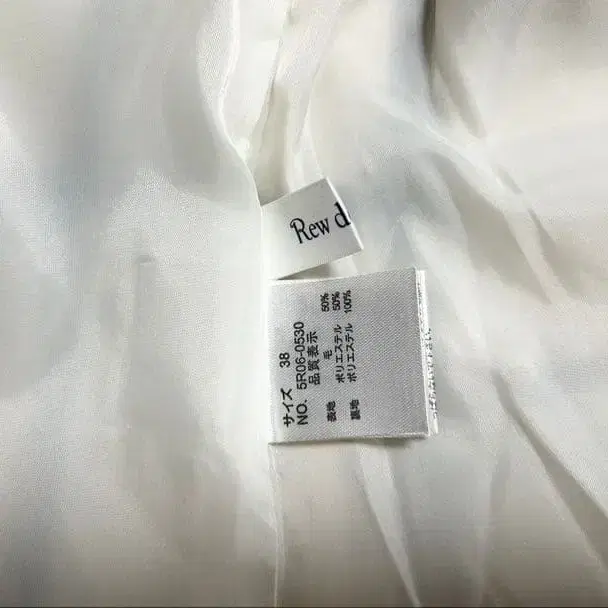 Rew d
サイズ 38
NO. 5R06-0530
品質表示
表地 毛 50%
ポリエステル 50%
裏地 ポリエステル 100%